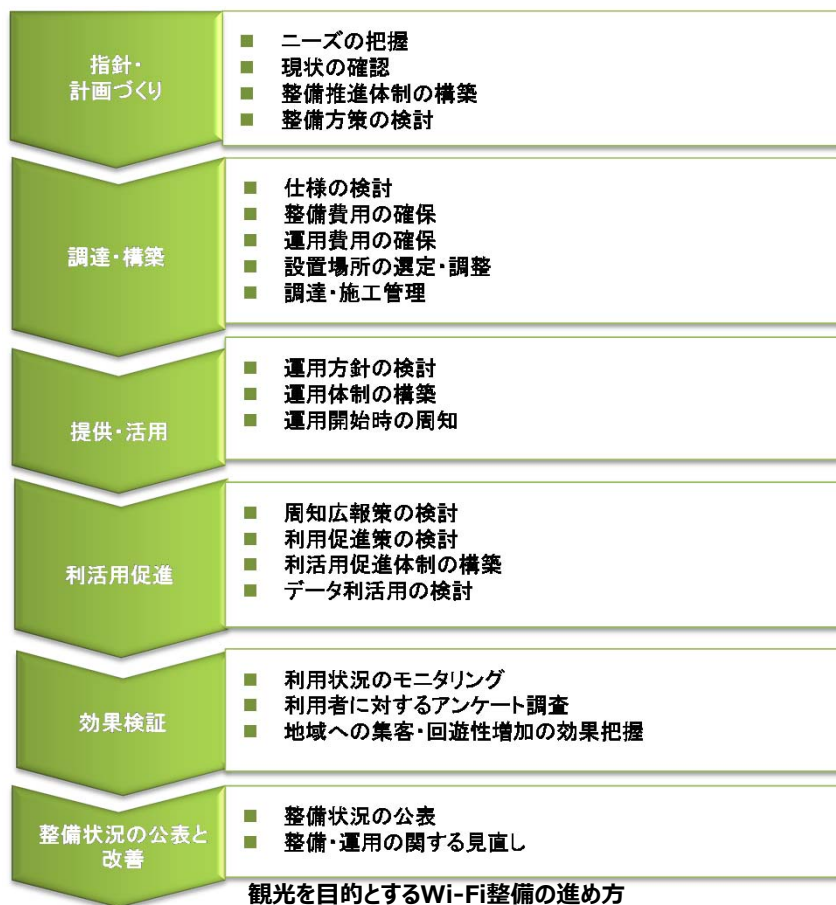 指針・
計画づくり
■ ニーズの把握
■ 現状の確認
■ 整備推進体制の構築
■ 整備方策の検討
調達・構築
■ 仕様の検討
■ 整備費用の確保
■ 運用費用の確保
■ 設置場所の選定・調整
■ 調達・施工管理
提供・活用
■ 運用方針の検討
■ 運用体制の構築
■ 運用開始時の周知
利活用促進
■ 周知広報策の検討
■ 利用促進策の検討
■ 利活用促進体制の構築
■ データ利活用の検討
効果検証
■ 利用状況のモニタリング
■ 利用者に対するアンケート調査
■ 地域への集客・回遊性増加の効果把握
整備状況の公表と
改善
■ 整備状況の公表
■ 整備・運用の関する見直し
観光を目的とするWi-Fi整備の進め方